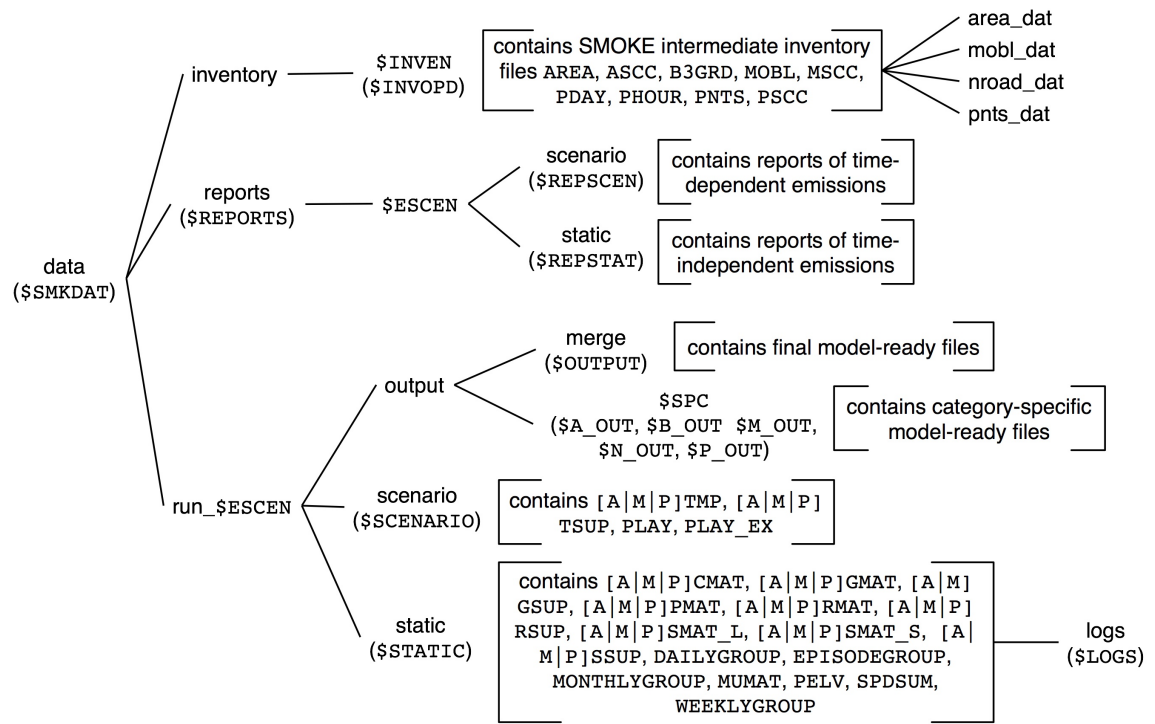 area_dat
mobl_dat
nroad_dat
pnts_dat
inventory
$INVEN
($INVOPD)
contains SMOKE intermediate inventory
files AREA, ASCC, B3GRD, MOBL, MSCC,
PDAY, PHOUR, PNTS, PSCC
reports
($REPORTS)
$ESCEN
scenario
($REPSCEN)
contains reports of time-
dependent emissions
static
($REPSTAT)
contains reports of time-
independent emissions
data
($SMKDAT)
run_$ESCEN
output
merge
($OUTPUT)
contains final model-ready files
$SPC
($A_OUT, $B_OUT $M_OUT,
$N_OUT, $P_OUT)
contains category-specific
model-ready files
scenario
($SCENARIO)
contains [A|M|P]TMP, [A|M|P]
TSUP, PLAY, PLAY_EX
static
($STATIC)
contains [A|M|P]CMAT, [A|M|P]GMAT, [A|M]
GSUP, [A|M|P]PMAT, [A|M|P]RMAT, [A|M|P]
RSUP, [A|M|P]SMAT_L, [A|M|P]SMAT_S, [A|
M|P]SSUP, DAILYGROUP, EPISODEGROUP,
MONTHLYGROUP, MUMAT, PELV, SPDSUM,
WEEKLYGROUP
logs
($LOGS)